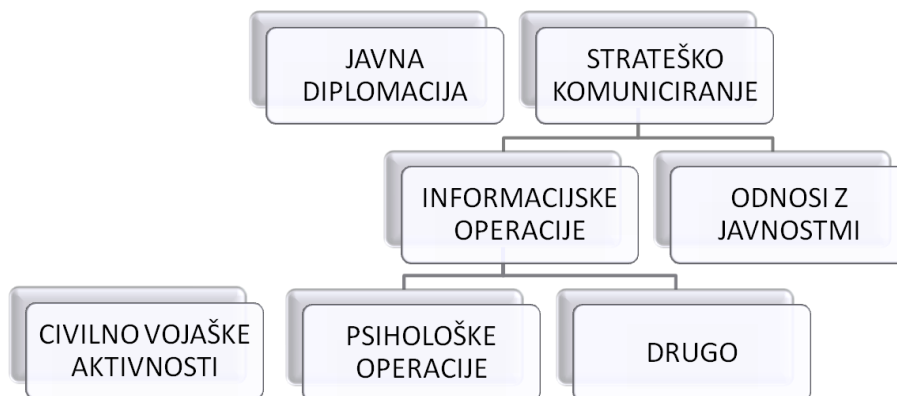 JAVNA
DIPLOMACIJA
STRATEŠKO
KOMUNICIRANJE
INFORMACIJSKE
OPERACIJE
ODNOSI Z
JAVNOSTMI
CIVILNO VOJAŠKE
AKTIVNOSTI
PSIHOLOŠKE
OPERACIJE
DRUGO